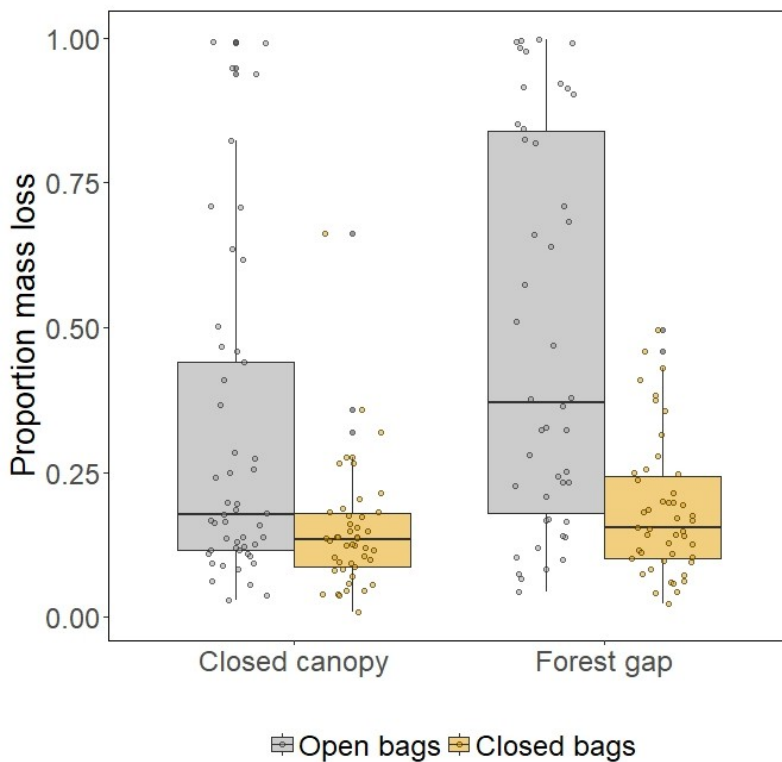 Proportion mass loss
1.00
0.75
0.50
0.25
0.00
Closed canopy Forest gap
Open bags Closed bags